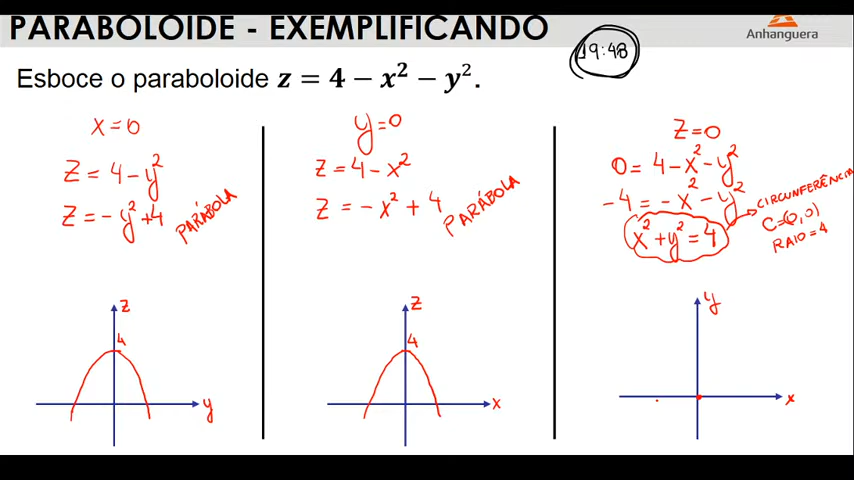 PARABOLOIDE - EXEMPLIFICANDO
19:48
Anhanguera
Esboce o paraboloide z = 4 − x² − y².
x=0
z = 4 - y²
z = - y² + 4
PARÁBOLA
z
4
y
y=0
z = 4 - x²
z = - x² + 4
PARÁBOLA
z
4
x
z=0
0 = 4 - x² - y²
-4 = - x² - y²
x² + y² = 4
CIRCUNFERÊNCIA
C=(0,0)
RAIO=4
y
x